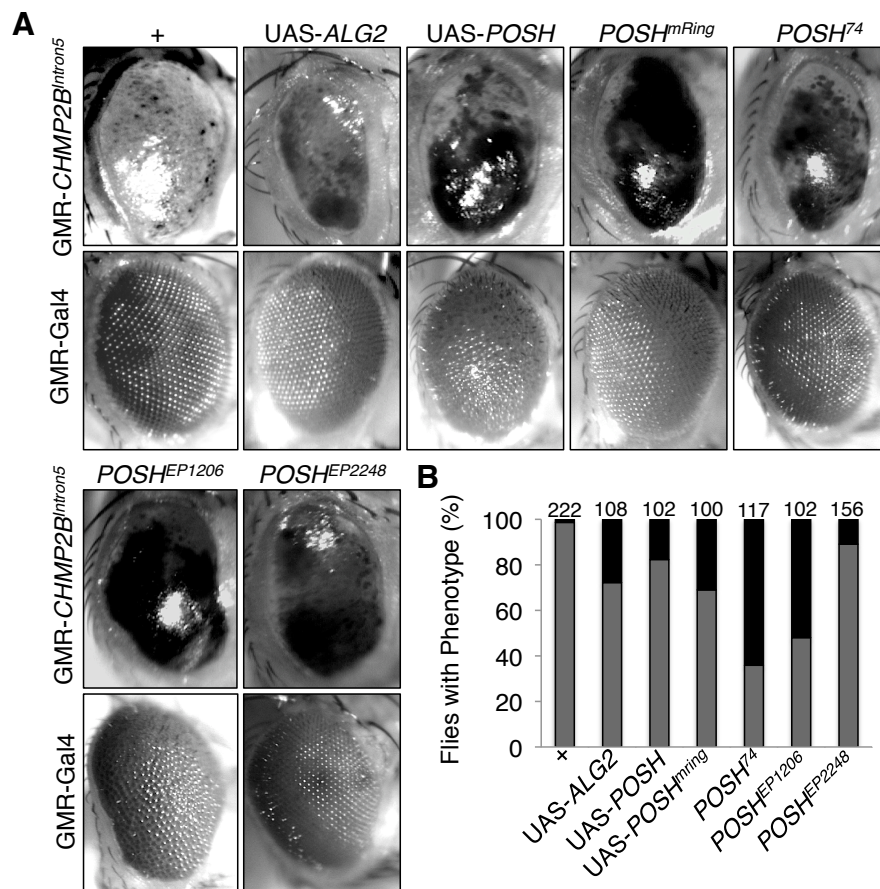 A
+ UAS-ALG2 UAS-POSH POSHmRing POSH74
GMR-CHMP2BIntron5
GMR-Gal4
POSHEP1206 POSHEP2248
GMR-CHMP2BIntron5
GMR-Gal4
B
Flies with Phenotype (%)
222 108 102 100 117 102 156
100
80
60
40
20
0
+
UAS-ALG2
UAS-POSH
UAS-POSHmring
POSH74
POSHEP1206
POSHEP2248